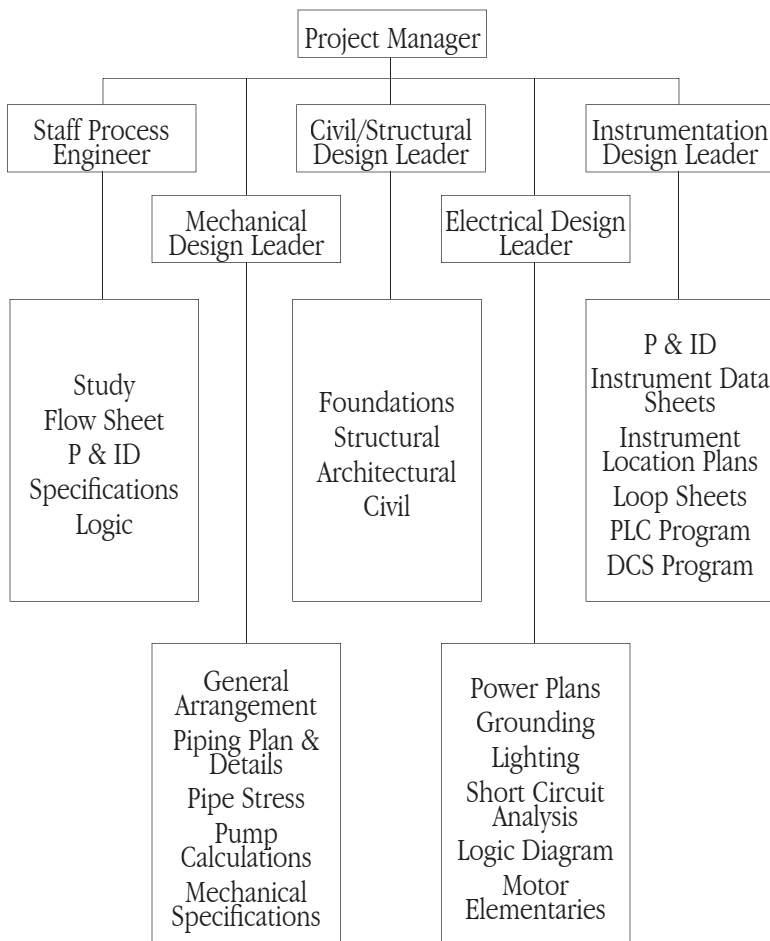 Project Manager
Staff Process
Engineer
Civil/Structural
Design Leader
Instrumentation
Design Leader
Mechanical
Design Leader
Electrical Design
Leader
Study
Flow Sheet
P & ID
Specifications
Logic
Foundations
Structural
Architectural
Civil
P & ID
Instrument Data
Sheets
Instrument
Location Plans
Loop Sheets
PLC Program
DCS Program
General
Arrangement
Piping Plan &
Details
Pipe Stress
Pump
Calculations
Mechanical
Specifications
Power Plans
Grounding
Lighting
Short Circuit
Analysis
Logic Diagram
Motor
Elementaries